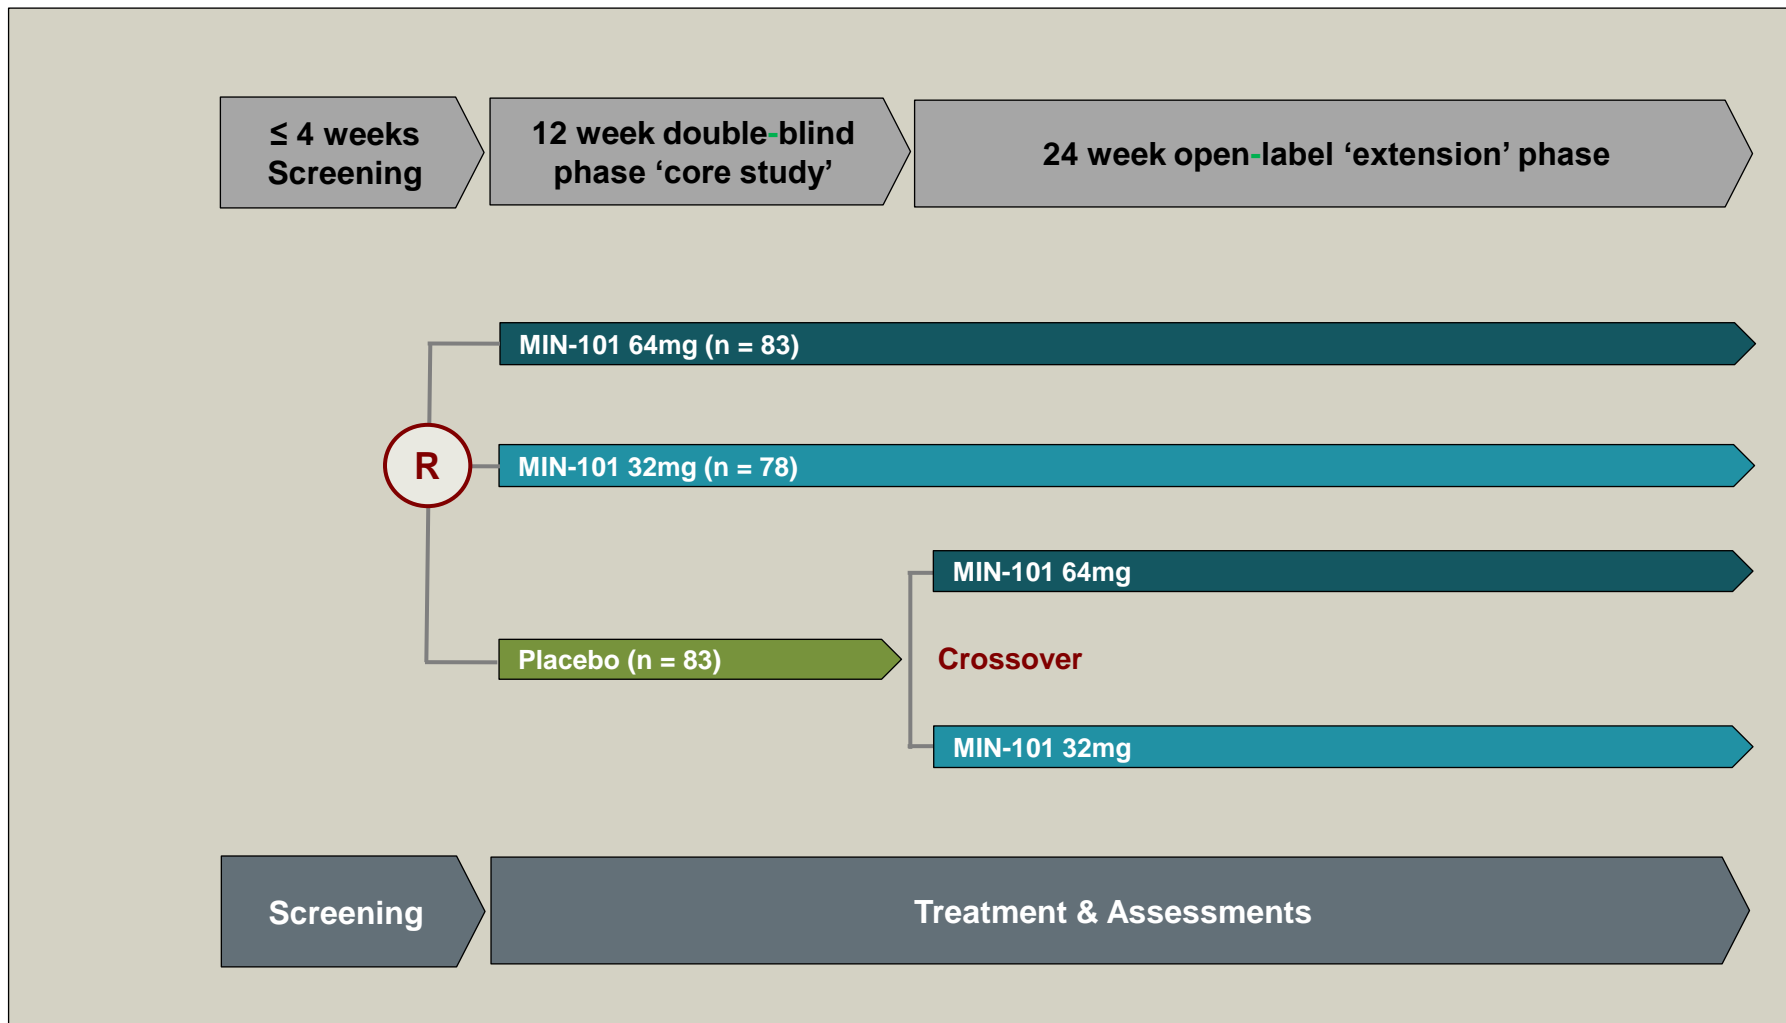 ≤ 4 weeks
Screening
12 week double-blind
phase ‘core study’
24 week open-label ‘extension’ phase
MIN-101 64mg (n = 83)
R
MIN-101 32mg (n = 78)
MIN-101 64mg
Placebo (n = 83)
Crossover
MIN-101 32mg
Screening
Treatment & Assessments